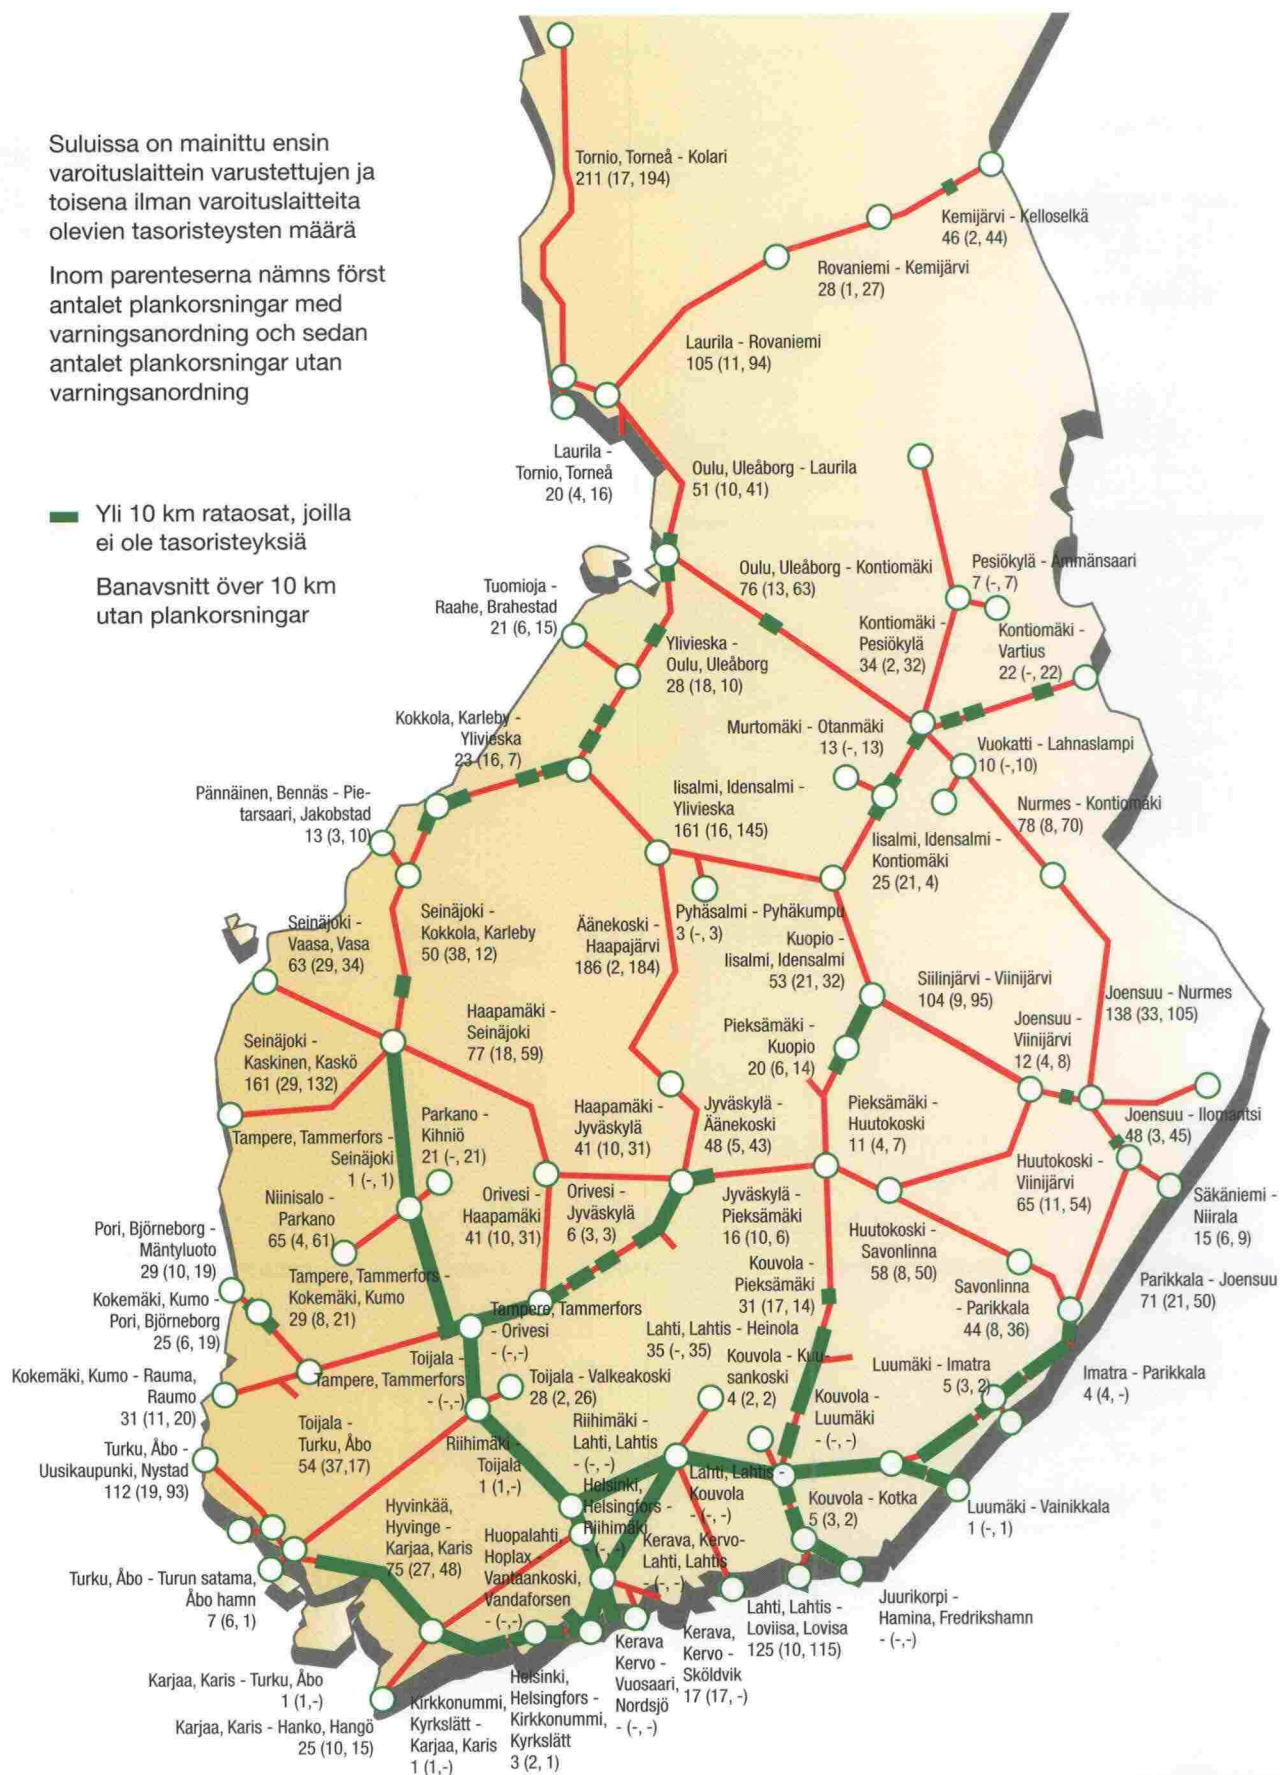 Suluissa on mainittu ensin
varoituslaittein varustettujen ja
toisena ilman varoituslaitteita
olevien tasoristeysten määrä
Inom parenteserna nämns först
antalet plankorsningar med
varningsanordning och sedan
antalet plankorsningar utan
varningsanordning
Yli 10 km rataosat, joilla
ei ole tasoristeyksiä
Banavsnitt över 10 km
utan plankorsningar
Tornio, Torneå - Kolari
211 (17, 194)
Kemijärvi - Kelloselkä
46 (2, 44)
Rovaniemi - Kemijärvi
28 (1, 27)
Laurila - Rovaniemi
105 (11, 94)
Laurila -
Tornio, Torneå
20 (4, 16)
Oulu, Uleåborg - Laurila
51 (10, 41)
Oulu, Uleåborg - Kontiomäki
76 (13, 63)
Pesiökylä - Ammänsaari
7 (-, 7)
Tuomioja -
Raahe, Brahestad
21 (6, 15)
Kontiomäki -
Pesiökylä
34 (2, 32)
Kontiomäki -
Vartius
22 (-, 22)
Ylivieska -
Oulu, Uleåborg
28 (18, 10)
Kokkola, Karleby -
Ylivieska
23 (16, 7)
Murtomäki - Otanmäki
13 (-, 13)
Vuokatti - Lahnaslampi
10 (-,10)
Pännäinen, Bennäs - Pie-
tarsaari, Jakobstad
13 (3, 10)
Iisalmi, Idensalmi -
Ylivieska
161 (16, 145)
Nurmes - Kontiomäki
78 (8, 70)
Iisalmi, Idensalmi -
Kontiomäki
25 (21, 4)
Seinäjoki -
Vaasa, Vasa
63 (29, 34)
Seinäjoki -
Kokkola, Karleby
50 (38, 12)
Äänekoski -
Haapajärvi
186 (2, 184)
Pyhäsalmi - Pyhäkumpu
3 (-, 3)
Kuopio -
Iisalmi, Idensalmi
53 (21, 32)
Siilinjärvi - Viinijärvi
104 (9, 95)
Joensuu - Nurmes
138 (33, 105)
Haapamäki -
Seinäjoki
77 (18, 59)
Pieksämäki -
Kuopio
20 (6, 14)
Joensuu -
Viinijärvi
12 (4, 8)
Seinäjoki -
Kaskinen, Kaskö
161 (29, 132)
Parkano -
Kihniö
21 (-, 21)
Haapamäki -
Jyväskylä
41 (10, 31)
Jyväskylä -
Äänekoski
48 (5, 43)
Pieksämäki -
Huutokoski
11 (4, 7)
Joensuu - Ilomantsi
48 (3, 45)
Tampere, Tammerfors -
Seinäjoki
1 (-, 1)
Huutokoski -
Viinijärvi
65 (11, 54)
Niinisalo -
Parkano
65 (4, 61)
Orivesi -
Haapamäki
41 (10, 31)
Orivesi -
Jyväskylä
6 (3, 3)
Jyväskylä -
Pieksämäki
16 (10, 6)
Säkäniemi -
Niirala
15 (6, 9)
Pori, Björneborg -
Mäntyluoto
29 (10, 19)
Huutokoski -
Savonlinna
58 (8, 50)
Tampere, Tammerfors -
Kokemäki, Kumo
29 (8, 21)
Kouvola -
Pieksämäki
31 (17, 14)
Savonlinna
- Parikkala
44 (8, 36)
Parikkala - Joensuu
71 (21, 50)
Kokemäki, Kumo -
Pori, Björneborg
25 (6, 19)
Tampere, Tammerfors
- Orivesi
- (-,-)
Lahti, Lahtis - Heinola
35 (-, 35)
Toijala -
Tampere, Tammerfors
- (-,-)
Kouvola - Kuu-
sankoski
4 (2, 2)
Luumäki - Imatra
5 (3, 2)
Imatra - Parikkala
4 (4, -)
Kokemäki, Kumo - Rauma,
Raumo
31 (11, 20)
Toijala - Valkeakoski
28 (2, 26)
Kouvola -
Luumäki
- (-, -)
Toijala -
Turku, Åbo
54 (37,17)
Riihimäki -
Lahti, Lahtis
- (-, -)
Riihimäki -
Toijala
1 (1,-)
Turku, Åbo -
Uusikaupunki, Nystad
112 (19, 93)
Lahti, Lahtis -
Kouvola
- (-, -)
Kouvola - Kotka
5 (3, 2)
Luumäki - Vainikkala
1 (-, 1)
Helsinki,
Helsingfors -
Riihimäki
- (-, -)
Hyvinkää,
Hyvinge -
Karjaa, Karis
75 (27, 48)
Huopalahti,
Hoplax -
Vantaankoski,
Vandaforsen
- (-,-)
Kerava, Kervo-
Lahti, Lahtis
- (-, -)
Turku, Åbo - Turun satama,
Åbo hamn
7 (6, 1)
Juurikorpi -
Hamina, Fredrikshamn
- (-,-)
Lahti, Lahtis -
Loviisa, Lovisa
125 (10, 115)
Kerava
Kervo -
Vuosaari,
Nordsjö
- (-, -)
Kerava,
Kervo -
Sköldvik
17 (17, -)
Karjaa, Karis - Turku, Åbo
1 (1,-)
Karjaa, Karis - Hanko, Hangö
25 (10, 15)
Kirkkonummi,
Kyrkslätt -
Karjaa, Karis
1 (1,-)
Helsinki,
Helsingfors -
Kirkkonummi,
Kyrkslätt
3 (2, 1)